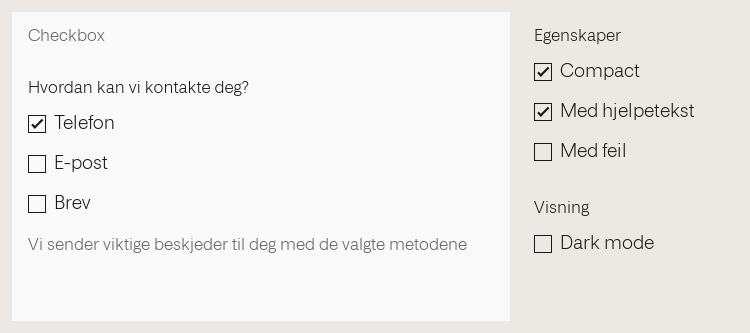 Checkbox
Hvordan kan vi kontakte deg?
Telefon
E-post
Brev
Vi sender viktige beskjeder til deg med de valgte metodene
Egenskaper
Compact
Med hjelpetekst
Med feil
Visning
Dark mode